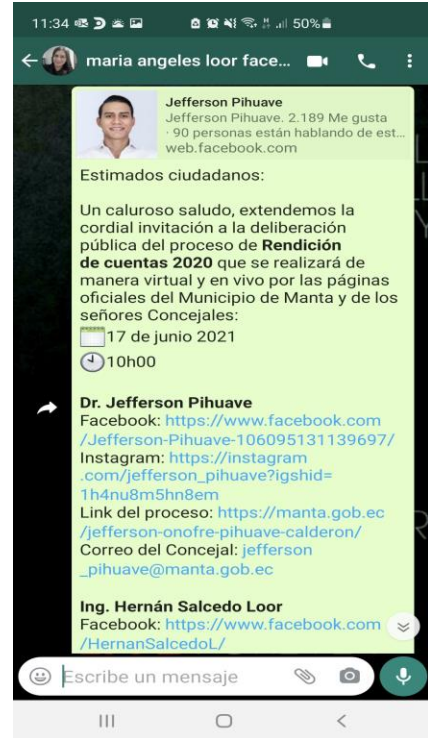 11:34 50%
maria angeles loor face...
Jefferson Pihuave
Jefferson Pihuave. 2.189 Me gusta
· 90 personas están hablando de est...
web.facebook.com
Estimados ciudadanos:
Un caluroso saludo, extendemos la
cordial invitación a la deliberación
pública del proceso de Rendición
de cuentas 2020 que se realizará de
manera virtual y en vivo por las páginas
oficiales del Municipio de Manta y de los
señores Concejales:
17 de junio 2021
10h00
Dr. Jefferson Pihuave
Facebook: https://www.facebook.com
/Jefferson-Pihuave-106095131139697/
Instagram: https://instagram
.com/jefferson_pihuave?igshid=
1h4nu8m5hn8em
Link del proceso: https://manta.gob.ec
/jefferson-onofre-pihuave-calderon/
Correo del Concejal: jefferson
_pihuave@manta.gob.ec
Ing. Hernán Salcedo Loor
Facebook: https://www.facebook.com
/HernanSalcedoL/
Escribe un mensaje